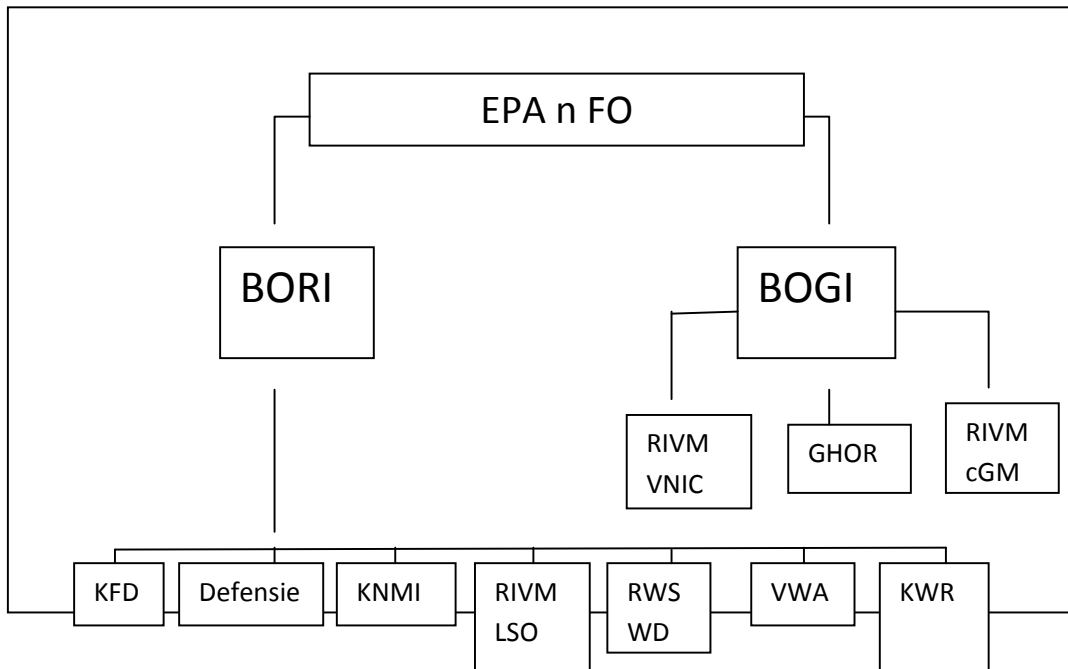 EPA n FO
BORI
BOGI
RIVM
VNIC
GHOR
RIVM
cGM
KFD
Defensie
KNMI
RIVM
LSO
RWS
WD
VWA
KWR